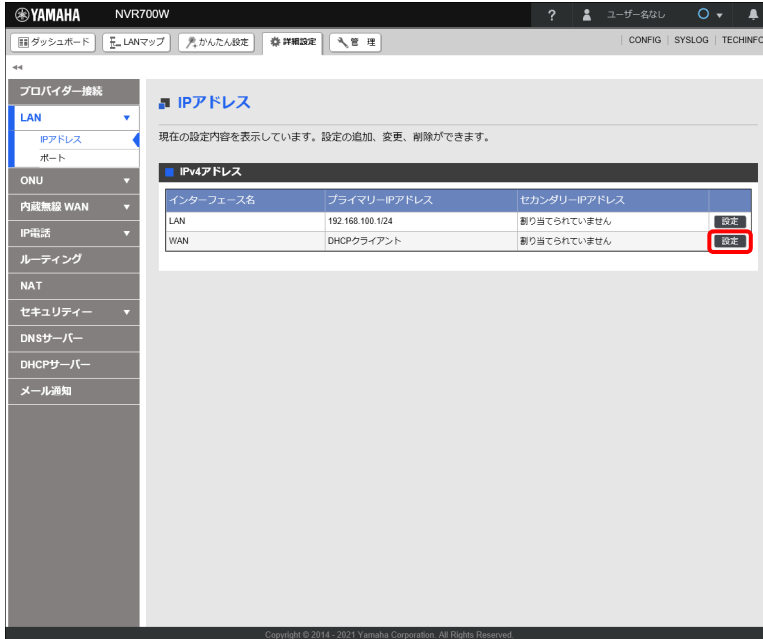 YAMAHA NVR700W ? ユーザー名なし
ダッシュボード LANマップ かんたん設定 詳細設定 管 理 CONFIG SYSLOG TECHINFO
プロバイダー接続
LAN
IPアドレス
ポート
ONU
内蔵無線 WAN
IP電話
ルーティング
NAT
セキュリティー
DNSサーバー
DHCPサーバー
メール通知
IPアドレス
現在の設定内容を表示しています。設定の追加、変更、削除ができます。
IPv4アドレス
インターフェース名 プライマリーIPアドレス セカンダリーIPアドレス
LAN 192.168.100.1/24 割り当てられていません 設定
WAN DHCPクライアント 割り当てられていません 設定
Copyright © 2014 - 2021 Yamaha Corporation. All Rights Reserved.